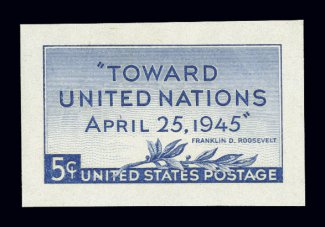 "TOWARD
UNITED NATIONS
APRIL 25, 1945"
FRANKLIN D. ROOSEVELT
5¢
UNITED STATES POSTAGE